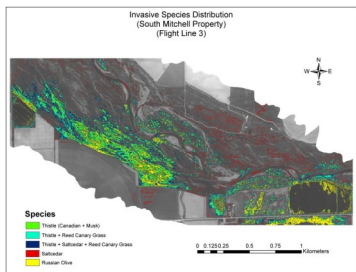 Invasive Species Distribution
(South Mitchell Property)
(Flight Line 3)
N
W E
S
Species
Thistle (Canadian + Musk)
Thistle + Reed Canary Grass
Thistle + Saltcedar + Reed Canary Grass
Saltcedar
Russian Olive
0 0.125 0.25 0.5 0.75 1
Kilometers